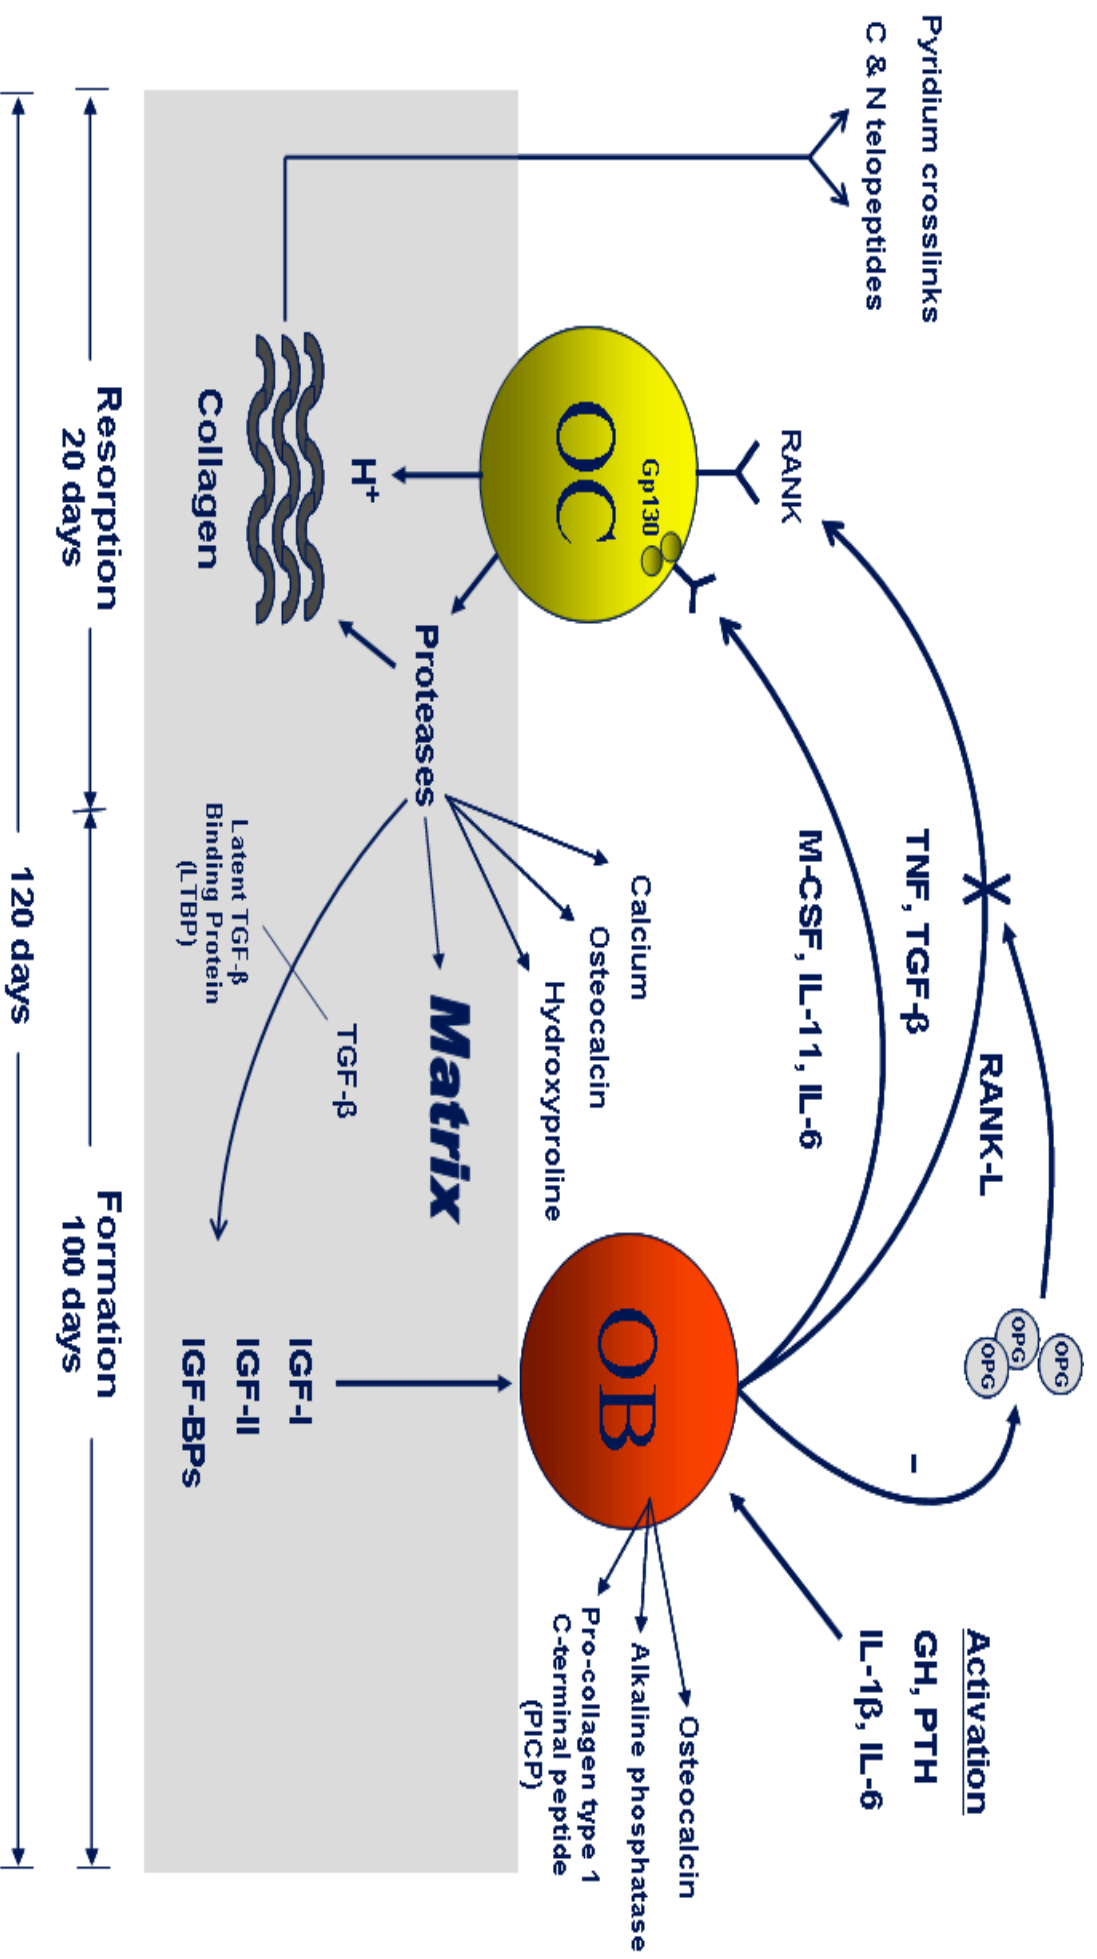 Activation
GH, PTH
IL-1β, IL-6
OPG
OPG
OPG
–
RANK-L
TNF, TGF-β
M-CSF, IL-11, IL-6
Pyridium crosslinks
C & N telopeptides
RANK
Gp130
OC
OB
Osteocalcin
Alkaline phosphatase
Pro-collagen type 1
C-terminal peptide
(PICP)
Calcium
Osteocalcin
Hydroxyproline
H+
Proteases
Matrix
Collagen
TGF-β
Latent TGF-β
Binding Protein
(LTBP)
IGF-I
IGF-II
IGF-BPs
Resorption
20 days
Formation
100 days
120 days